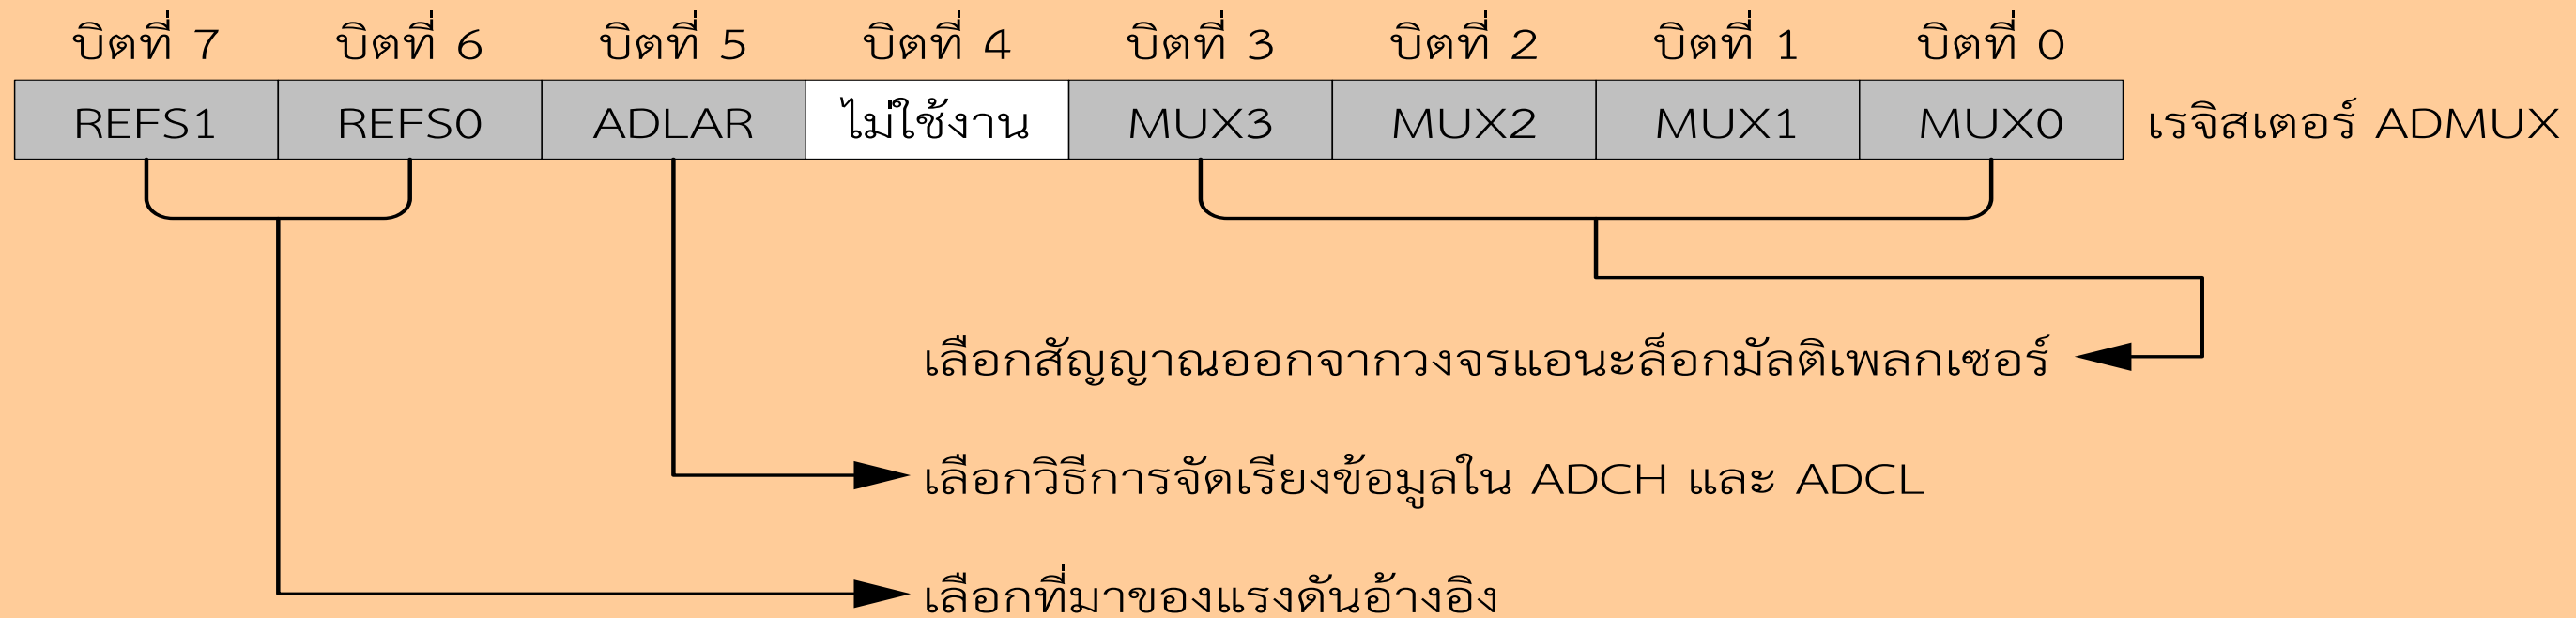 บิตที่ 7 บิตที่ 6 บิตที่ 5 บิตที่ 4 บิตที่ 3 บิตที่ 2 บิตที่ 1 บิตที่ 0
REFS1 REFS0 ADLAR ไม่ใช้งาน MUX3 MUX2 MUX1 MUX0 เรจิสเตอร์ ADMUX
เลือกสัญญาณออกจากวงจรแอนะล็อกมัลติเพลกเซอร์
เลือกวิธีการจัดเรียงข้อมูลใน ADCH และ ADCL
เลือกที่มาของแรงดันอ้างอิง